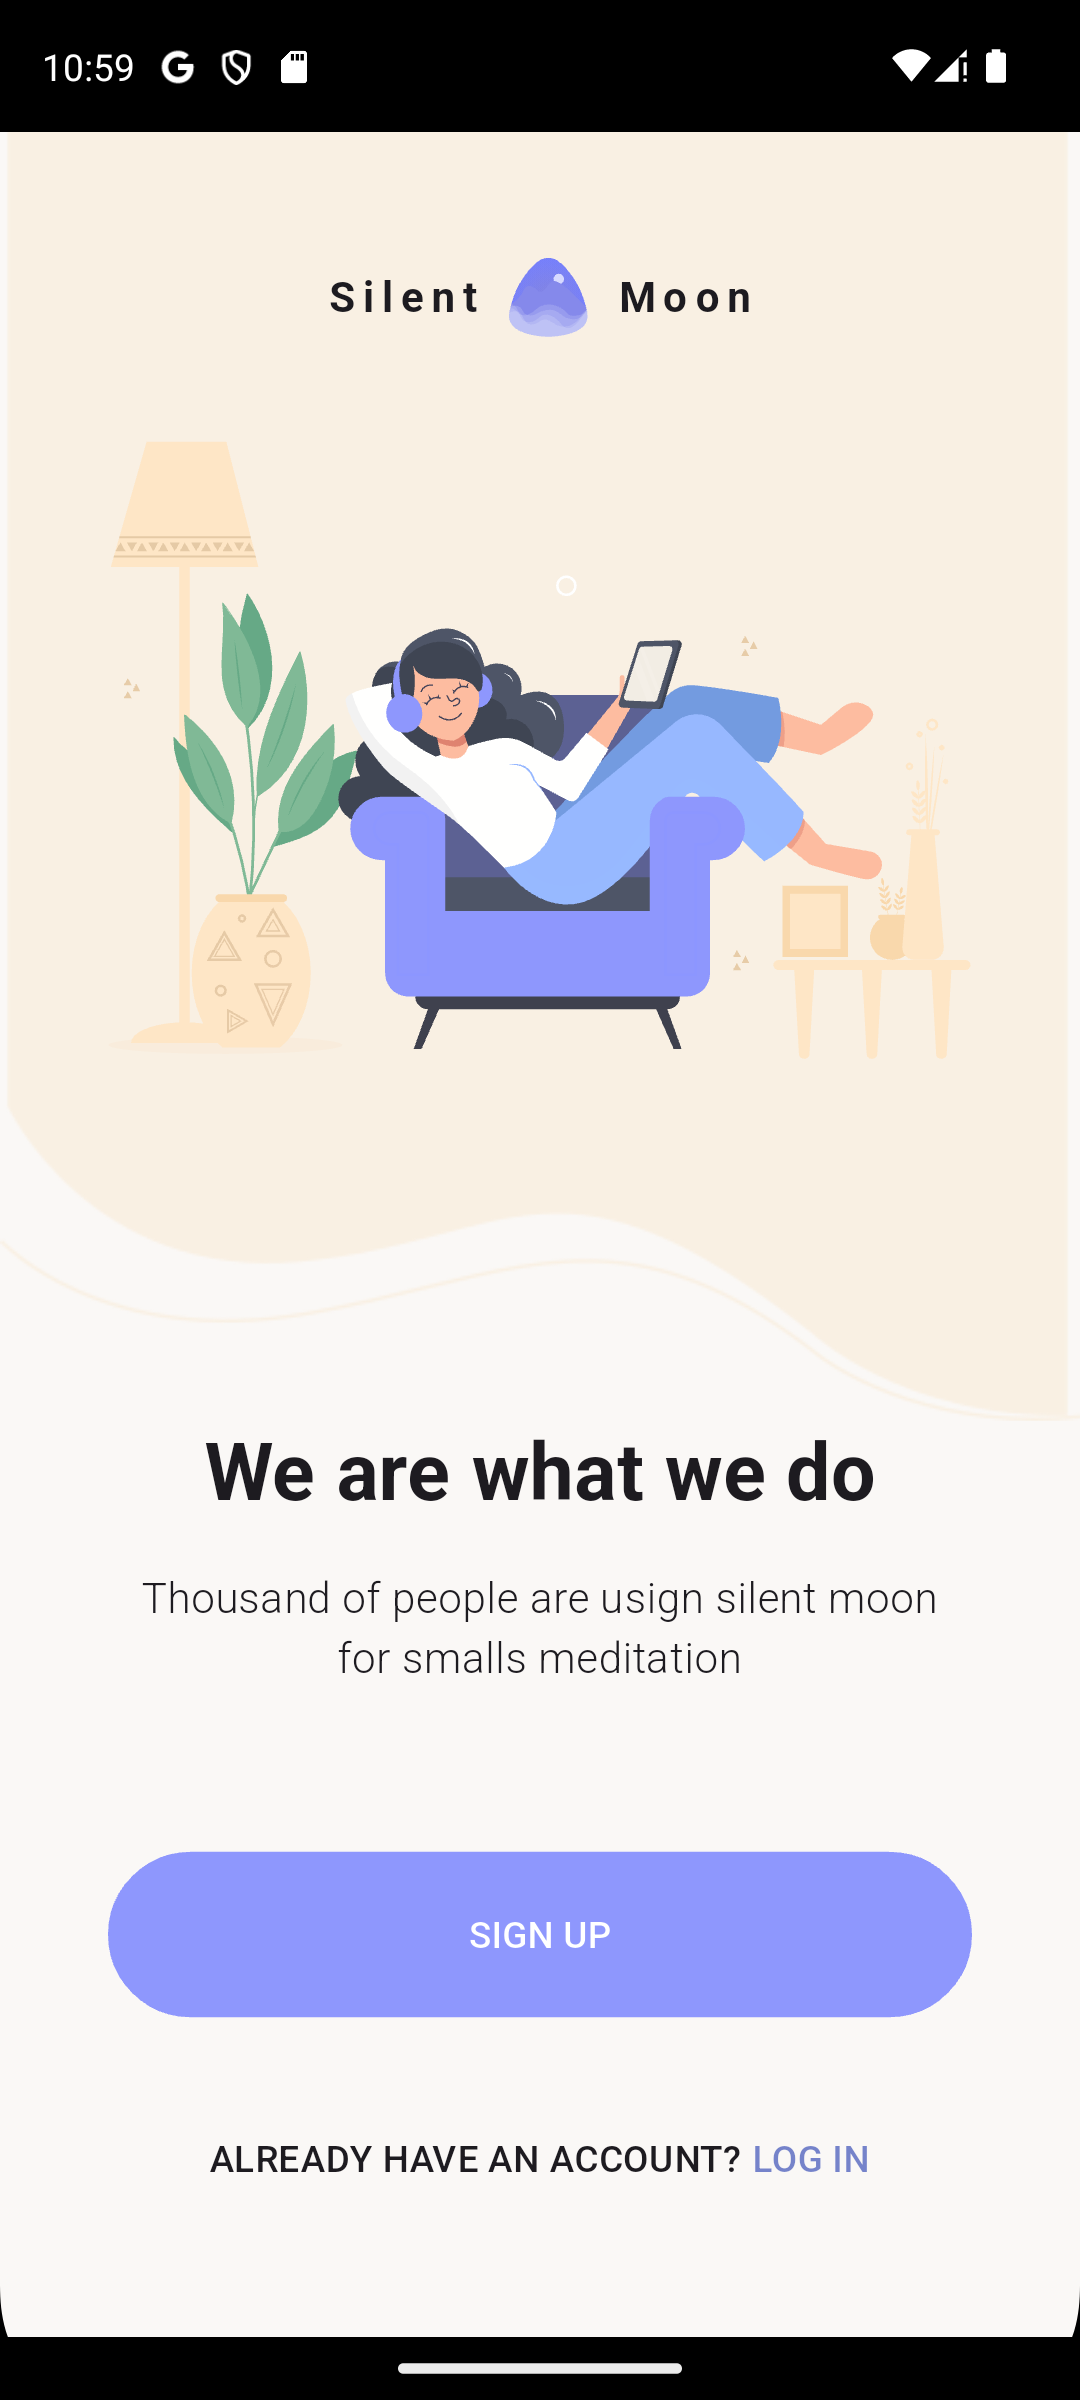 10:59
Silent Moon
We are what we do
Thousand of people are usign silent moon
for smalls meditation
SIGN UP
ALREADY HAVE AN ACCOUNT? LOG IN